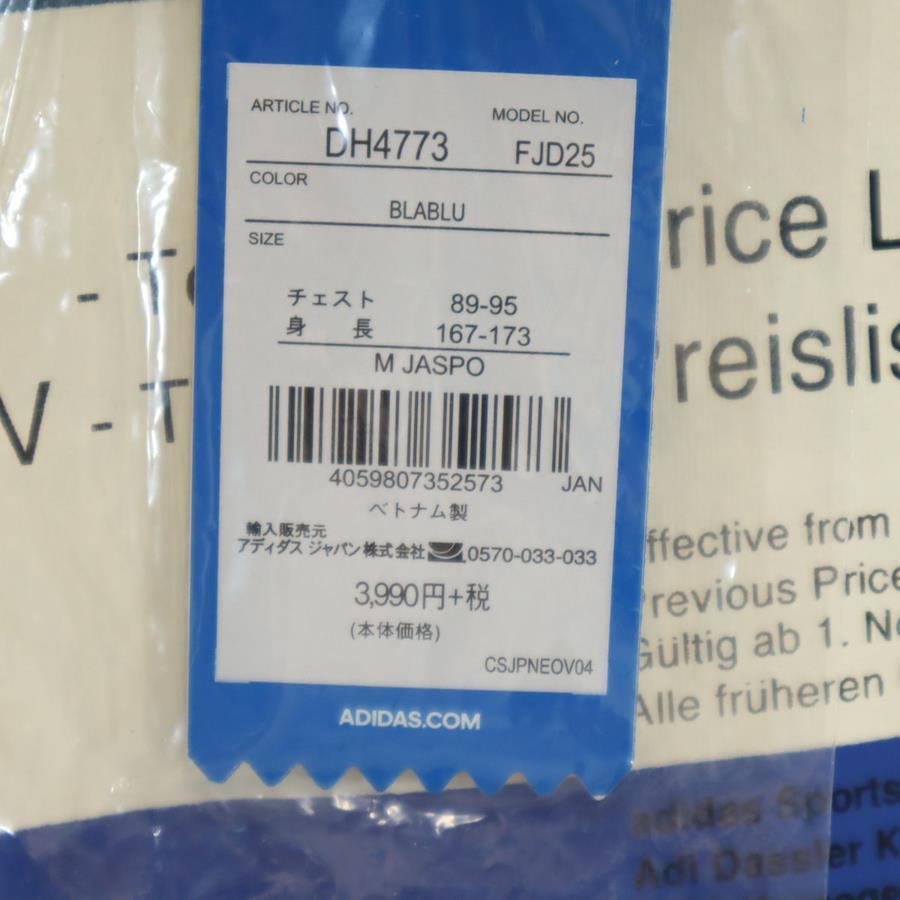 ARTICLE NO.
MODEL NO.
DH4773
FJD25
COLOR
BLABLU
SIZE
チェスト 89-95
身 長 167-173
M JASPO
4059807352573 JAN
ベトナム製
輸入販売元
アディダス ジャパン株式会社 0570-033-033
3,990円+税
(本体価格)
CSJPNEOV04
ADIDAS.COM
- T
V - T
rice L
reislis
ffective from
revious Price
Gültig ab 1. No
Alle früheren
adidas Sports
Adi Dassler K